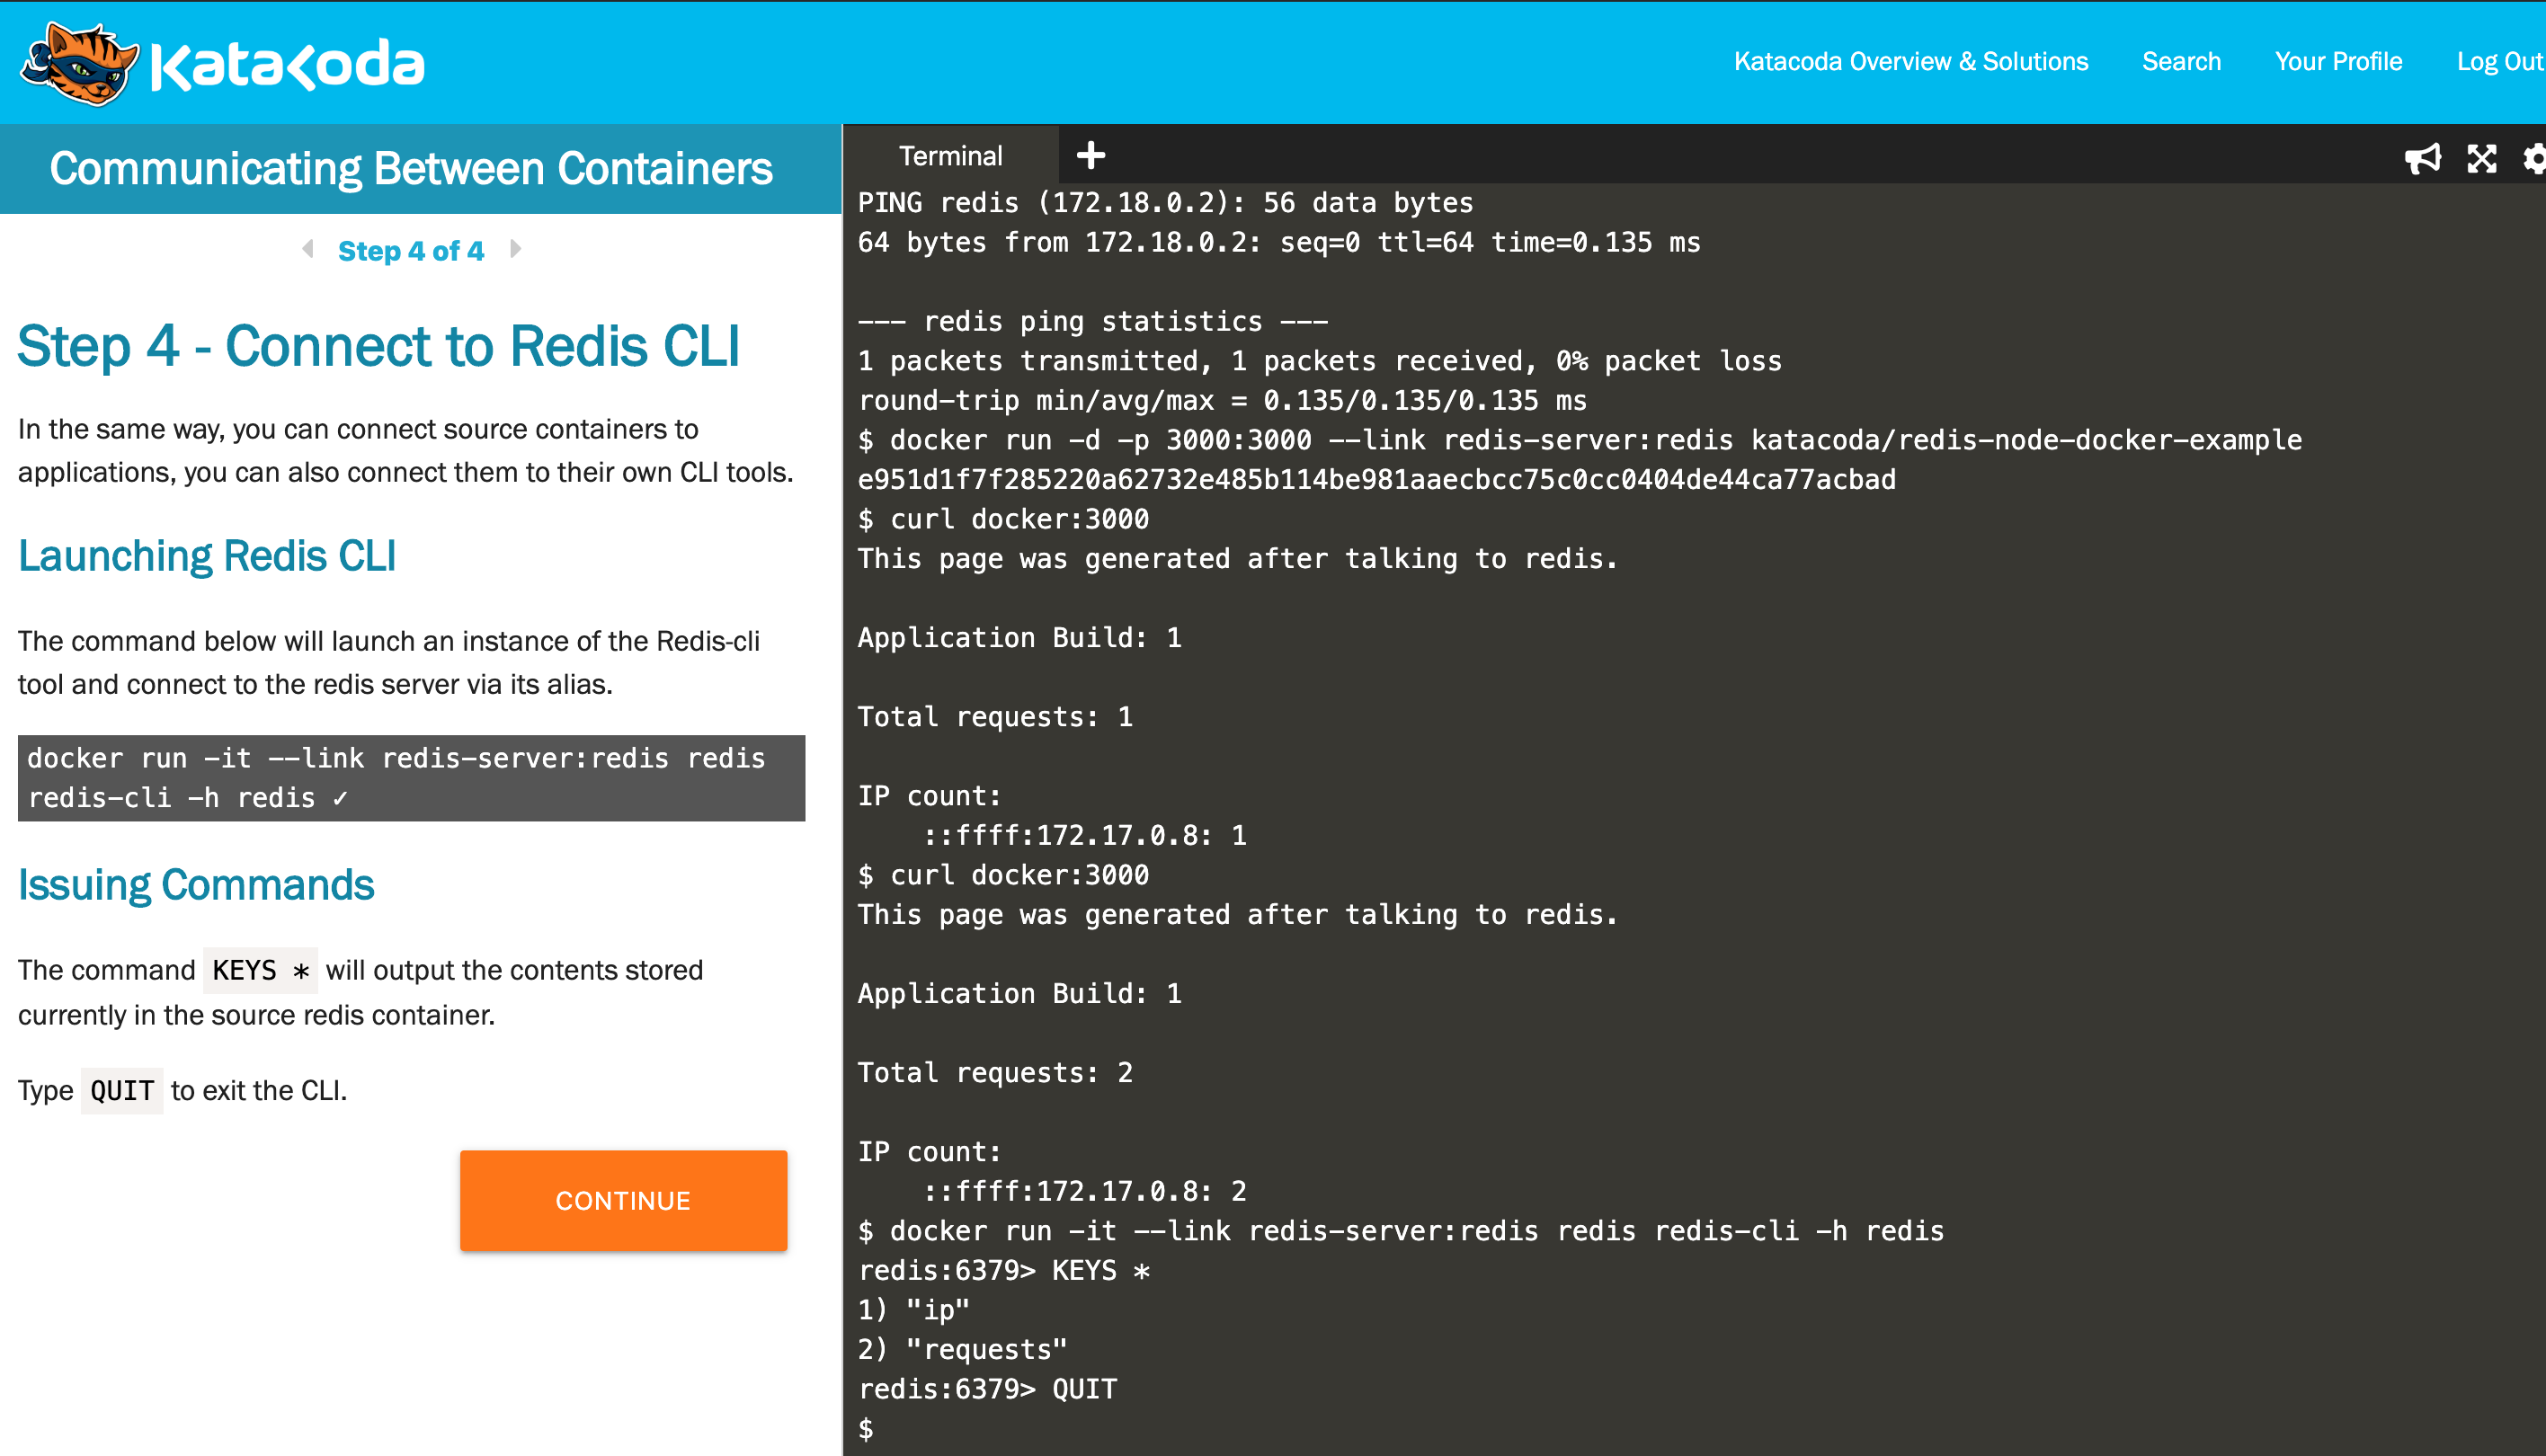 Katacoda
Katacoda Overview & Solutions
Search
Your Profile
Log Out
Communicating Between Containers
Step 4 of 4
Step 4 - Connect to Redis CLI
In the same way, you can connect source containers to
applications, you can also connect them to their own CLI tools.
Launching Redis CLI
The command below will launch an instance of the Redis-cli
tool and connect to the redis server via its alias.
docker run -it --link redis-server:redis redis
redis-cli -h redis ✓
Issuing Commands
The command KEYS * will output the contents stored
currently in the source redis container.
Type QUIT to exit the CLI.
CONTINUE
Terminal
PING redis (172.18.0.2): 56 data bytes
64 bytes from 172.18.0.2: seq=0 ttl=64 time=0.135 ms
--- redis ping statistics ---
1 packets transmitted, 1 packets received, 0% packet loss
round-trip min/avg/max = 0.135/0.135/0.135 ms
$ docker run -d -p 3000:3000 --link redis-server:redis katacoda/redis-node-docker-example
e951d1f7f285220a62732e485b114be981aaecbcc75c0cc0404de44ca77acbad
$ curl docker:3000
This page was generated after talking to redis.
Application Build: 1
Total requests: 1
IP count:
    ::ffff:172.17.0.8: 1
$ curl docker:3000
This page was generated after talking to redis.
Application Build: 1
Total requests: 2
IP count:
    ::ffff:172.17.0.8: 2
$ docker run -it --link redis-server:redis redis redis-cli -h redis
redis:6379> KEYS *
1) "ip"
2) "requests"
redis:6379> QUIT
$